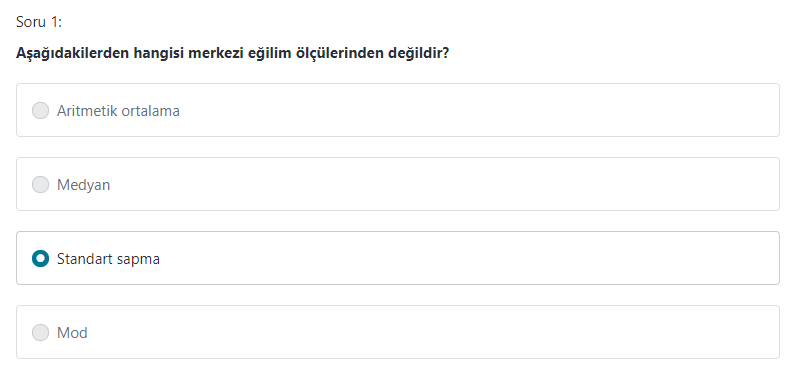 Soru 1:
Aşağıdakilerden hangisi merkezi eğilim ölçülerinden değildir?
Aritmetik ortalama
Medyan
Standart sapma
Mod